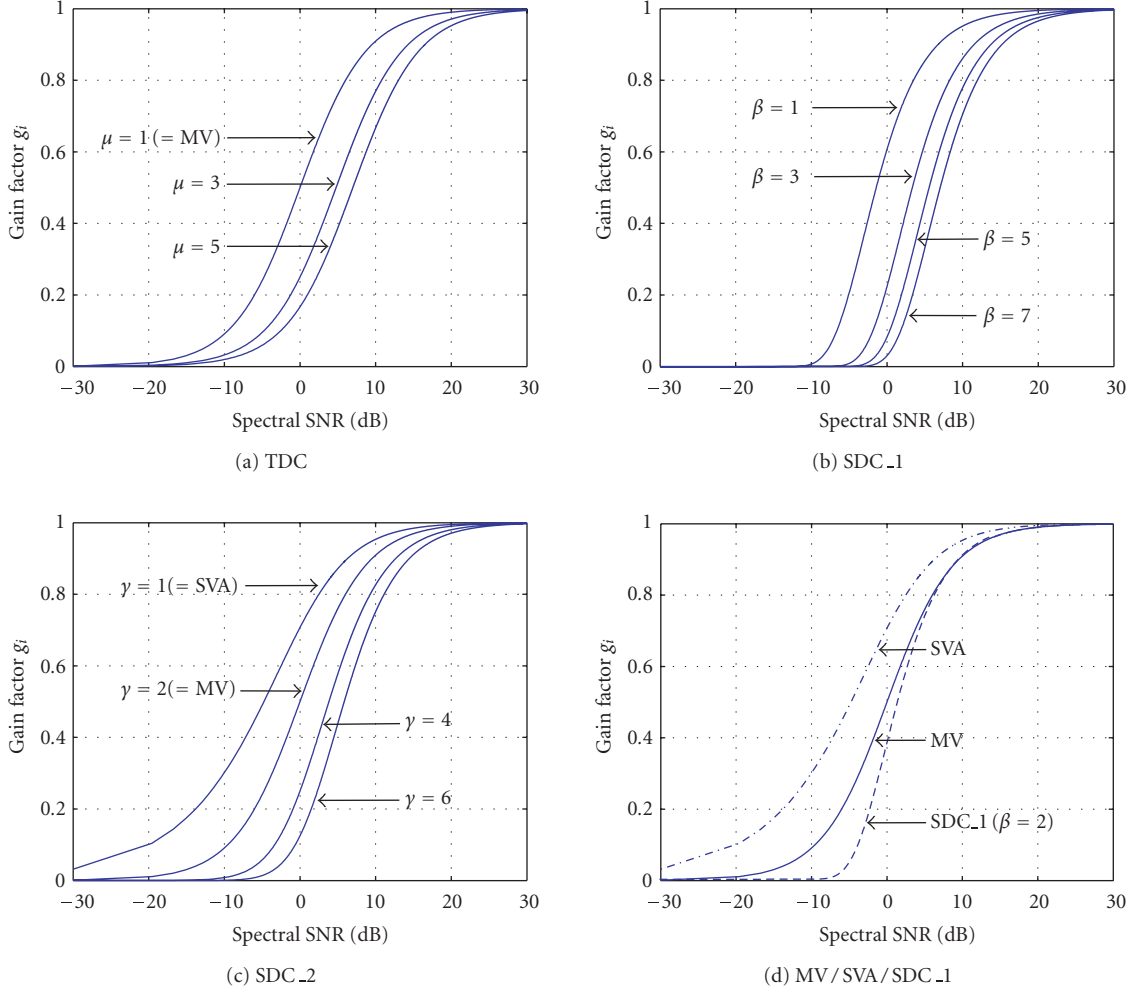 1
0.8
0.6
0.4
0.2
0
−30
−20
−10
0
10
20
30
Gain factor gᵢ
Spectral SNR (dB)
μ = 1 (= MV)
μ = 3
μ = 5
(a) TDC
1
0.8
0.6
0.4
0.2
0
−30
−20
−10
0
10
20
30
Gain factor gᵢ
Spectral SNR (dB)
β = 1
β = 3
β = 5
β = 7
(b) SDC_1
1
0.8
0.6
0.4
0.2
0
−30
−20
−10
0
10
20
30
Gain factor gᵢ
Spectral SNR (dB)
γ = 1(= SVA)
γ = 2(= MV)
γ = 4
γ = 6
(c) SDC_2
1
0.8
0.6
0.4
0.2
0
−30
−20
−10
0
10
20
30
Gain factor gᵢ
Spectral SNR (dB)
SVA
MV
SDC_1 (β = 2)
(d) MV/SVA/SDC_1